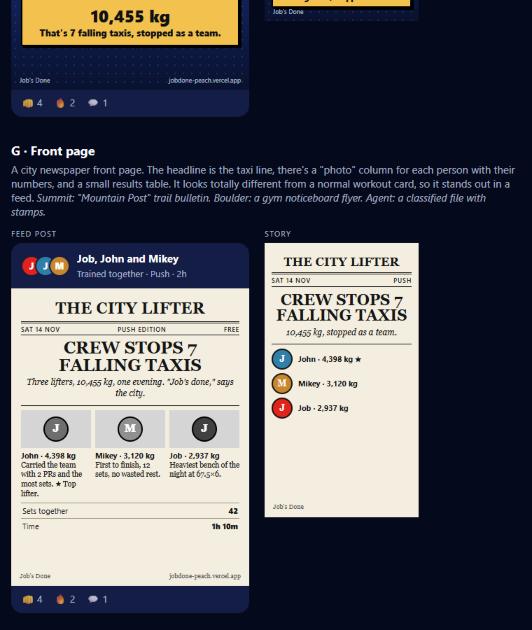 10,455 kg
That's 7 falling taxis, stopped as a team.
Job's Done
jobdone-peach.vercel.app
4
2
1
Job's Done
G · Front page
A city newspaper front page. The headline is the taxi line, there's a "photo" column for each person with their
numbers, and a small results table. It looks totally different from a normal workout card, so it stands out in a
feed. Summit: "Mountain Post" trail bulletin. Boulder: a gym noticeboard flyer. Agent: a classified file with
stamps.
FEED POST
J J M
Job, John and Mikey
Trained together · Push · 2h
THE CITY LIFTER
SAT 14 NOV
PUSH EDITION
FREE
CREW STOPS 7
FALLING TAXIS
Three lifters, 10,455 kg, one evening. "Job's done," says
the city.
J
John · 4,398 kg
Carried the team
with 2 PRs and the
most sets. ★ Top
lifter.
M
Mikey · 3,120 kg
First to finish, 12
sets, no wasted rest.
J
Job · 2,937 kg
Heaviest bench of the
night at 67.5×6.
Sets together
42
Time
1h 10m
Job's Done
jobdone-peach.vercel.app
4
2
1
STORY
THE CITY LIFTER
SAT 14 NOV
PUSH
CREW STOPS 7
FALLING TAXIS
10,455 kg, stopped as a team.
J
John · 4,398 kg ★
M
Mikey · 3,120 kg
J
Job · 2,937 kg
Job's Done